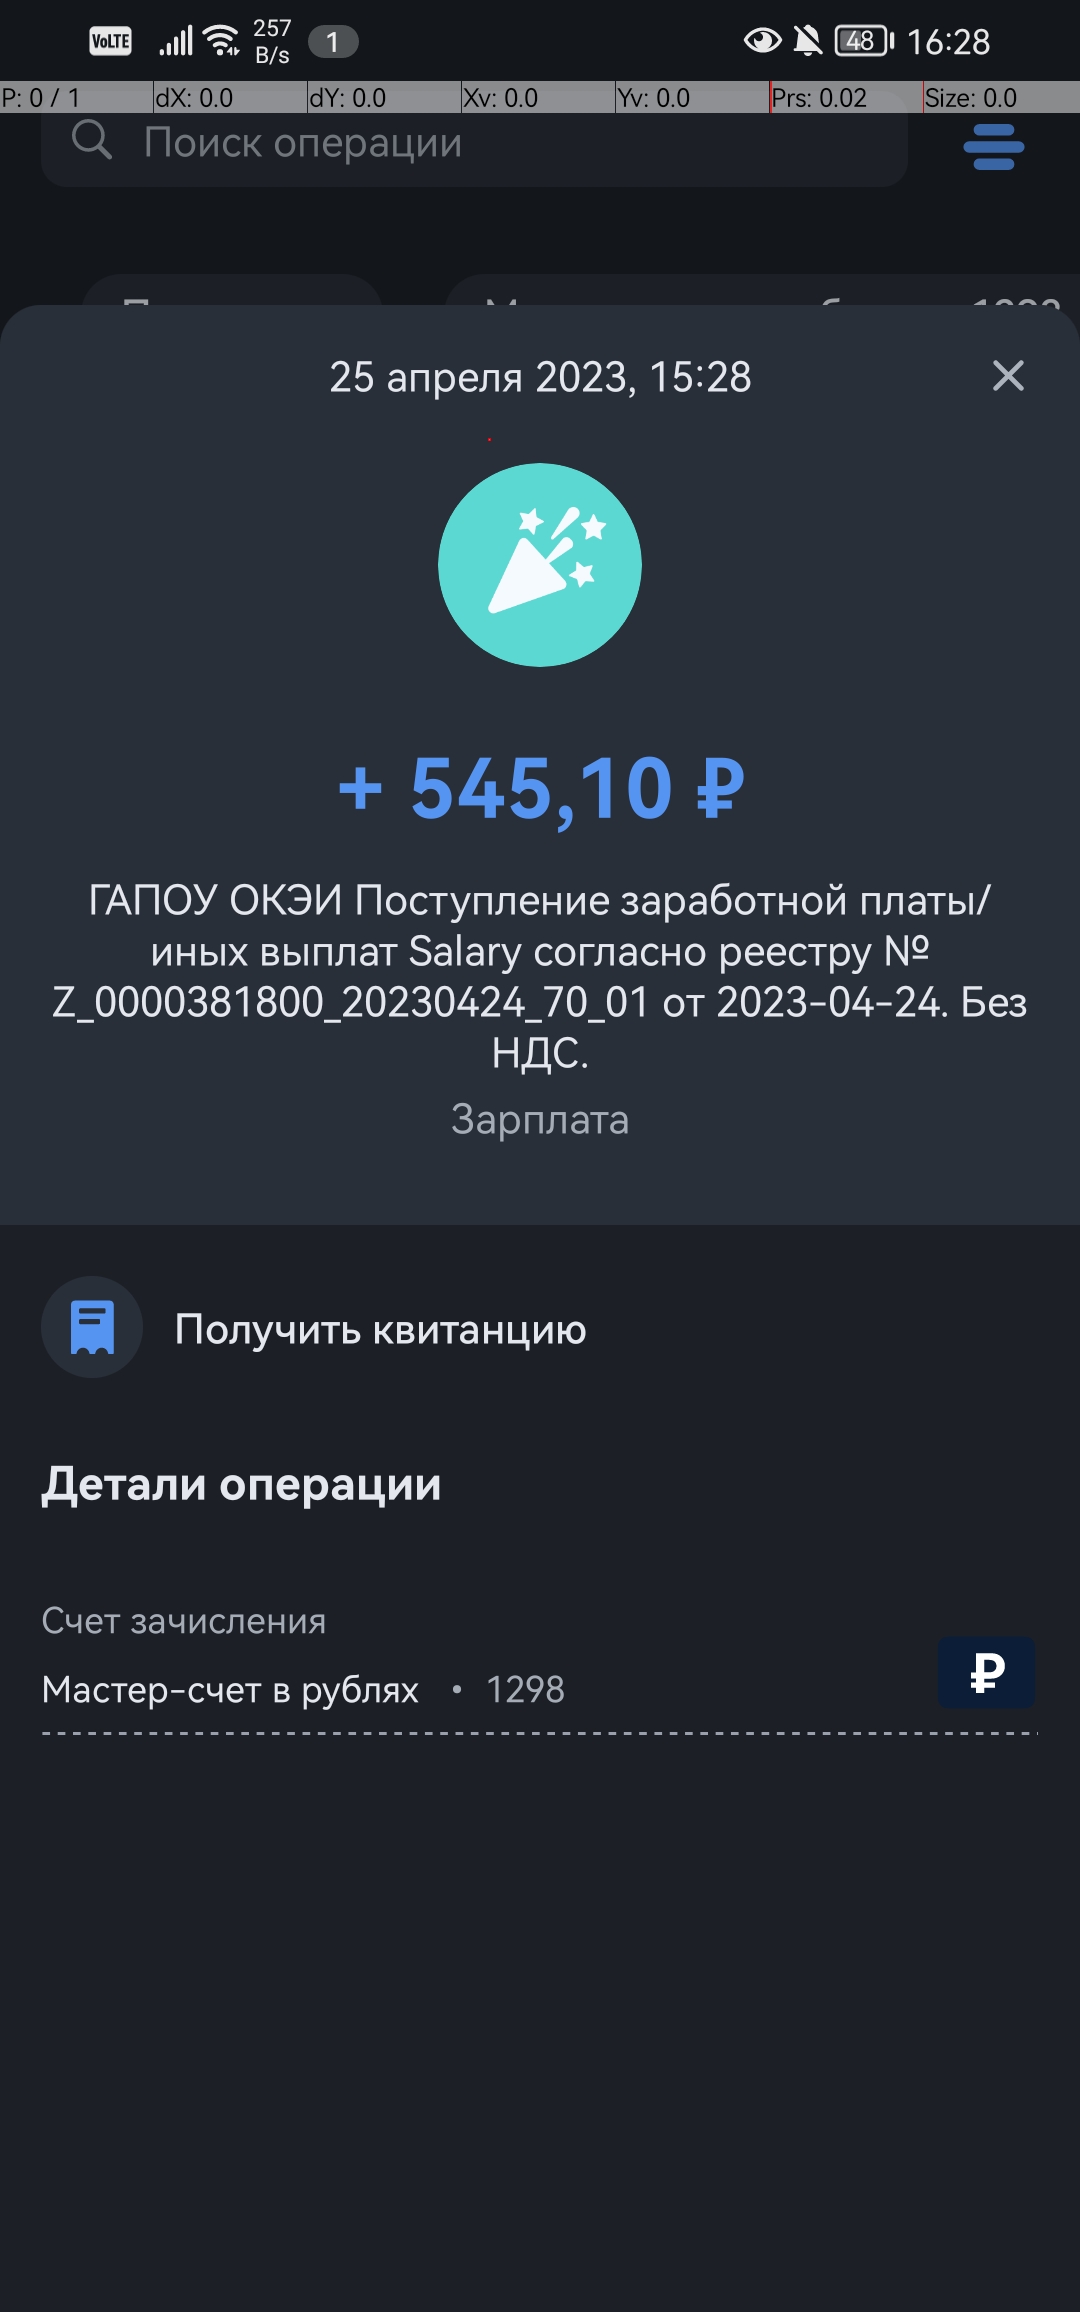 VoLTE 257 B/s 1 48 16:28
P: 0 / 1 dX: 0.0 dY: 0.0 Xv: 0.0 Yv: 0.0 Prs: 0.02 Size: 0.0
Поиск операции
25 апреля 2023, 15:28
+ 545,10 ₽
ГАПОУ ОКЭИ Поступление заработной платы/
иных выплат Salary согласно реестру №
Z_0000381800_20230424_70_01 от 2023-04-24. Без
НДС.
Зарплата
Получить квитанцию
Детали операции
Счет зачисления
Мастер-счет в рублях • 1298
₽